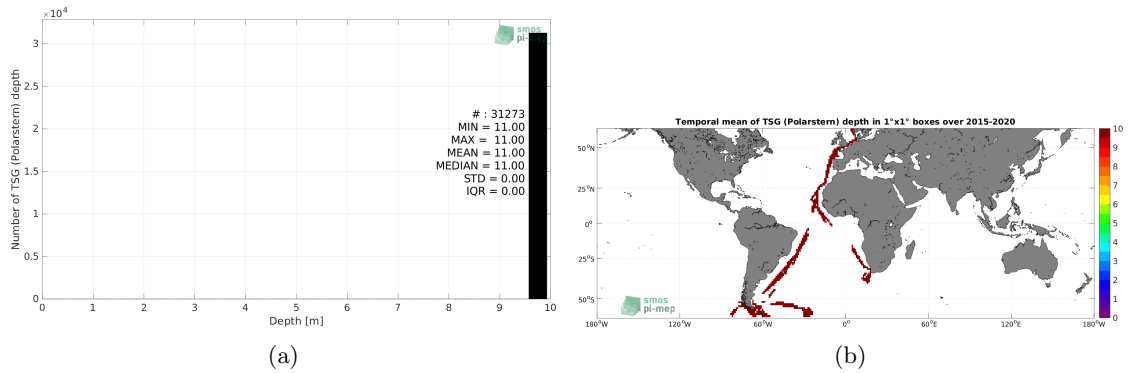 ×10⁴
3
2.5
2
1.5
1
0.5
0
Number of TSG (Polarstern) depth
smos
pi-mep
# : 31273
MIN = 11.00
MAX = 11.00
MEAN = 11.00
MEDIAN = 11.00
STD = 0.00
IQR = 0.00
0 1 2 3 4 5 6 7 8 9 10
Depth [m]
(a)
Temporal mean of TSG (Polarstern) depth in 1°x1° boxes over 2015-2020
50°N
25°N
0°
25°S
50°S
180°W 120°W 60°W 0° 60°E 120°E 180°E
smos
pi-mep
10
9
8
7
6
5
4
3
2
1
0
(b)